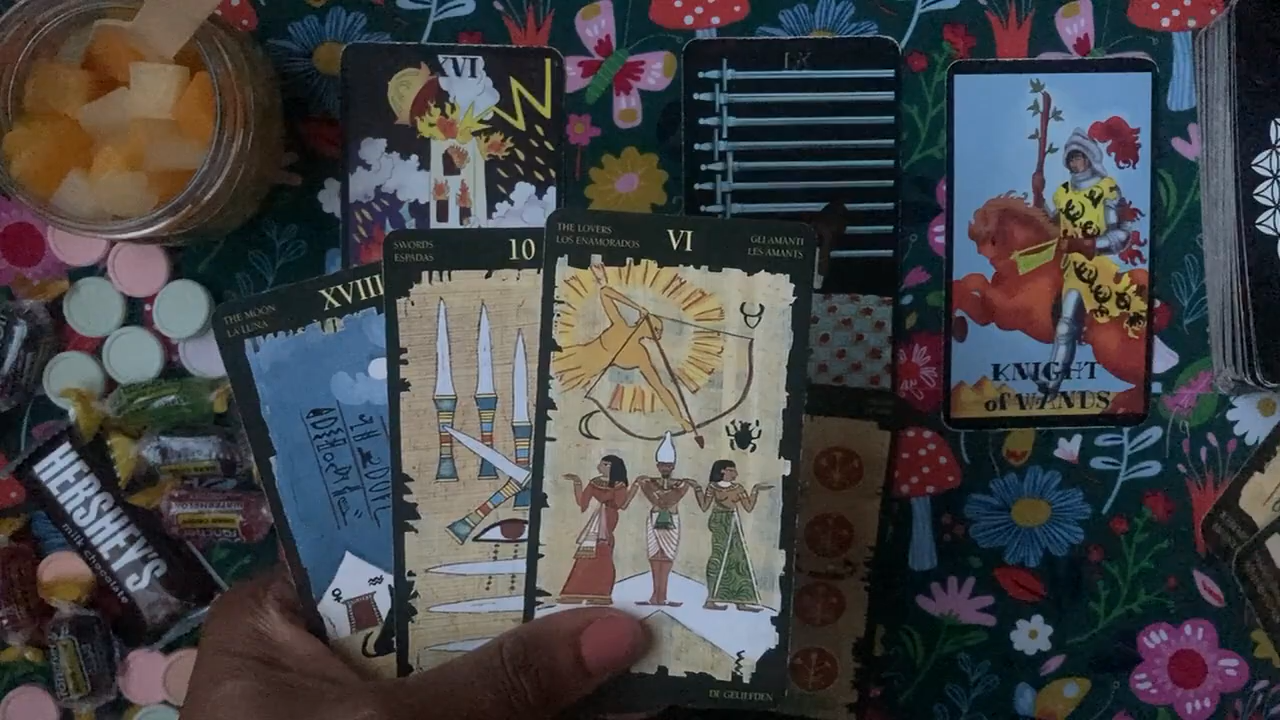 XVI
IX
KNIGHT
of WANDS
THE MOON
LA LUNA
XVIII
SWORDS
ESPADAS
10
THE LOVERS
LOS ENAMORADOS
VI
GLI AMANTI
LES AMANTS
DE GELIEFDEN
HERSHEY'S
milk chocolate